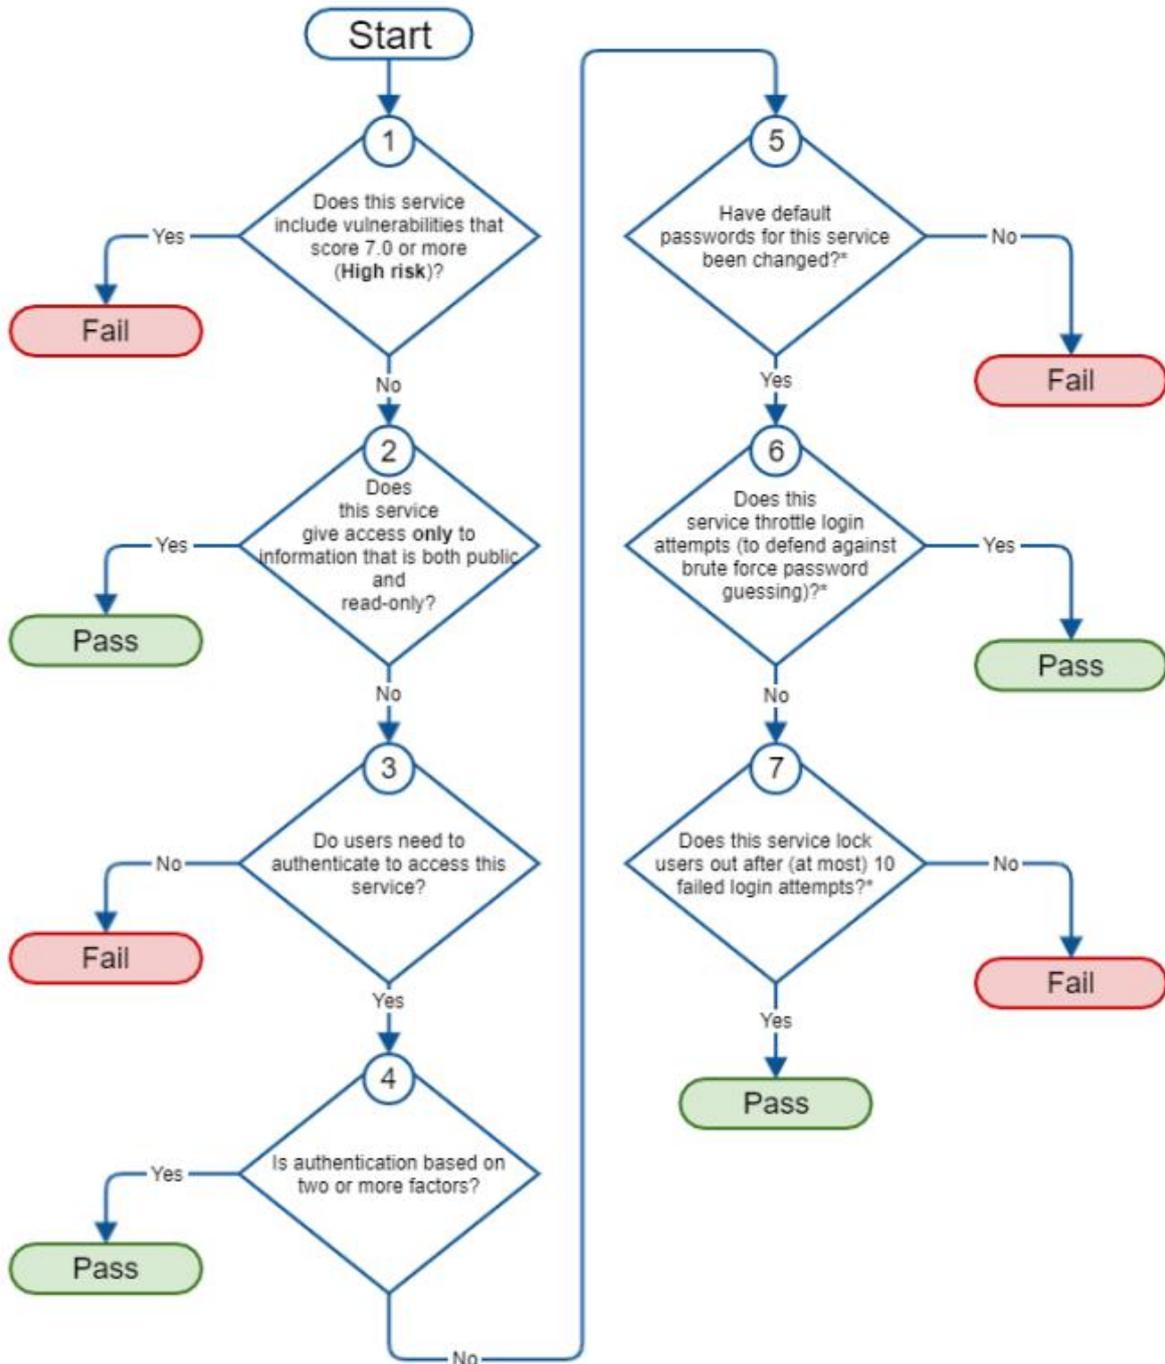 Start
1
Does this service
include vulnerabilities that
score 7.0 or more
(High risk)?
Yes
Fail
No
2
Does
this service
give access only to
information that is both public
and
read-only?
Yes
Pass
No
3
Do users need to
authenticate to access this
service?
No
Fail
Yes
4
Is authentication based on
two or more factors?
Yes
Pass
No
5
Have default
passwords for this service
been changed?*
No
Fail
Yes
6
Does this
service throttle login
attempts (to defend against
brute force password
guessing)?*
Yes
Pass
No
7
Does this service lock
users out after (at most) 10
failed login attempts?*
No
Fail
Yes
Pass